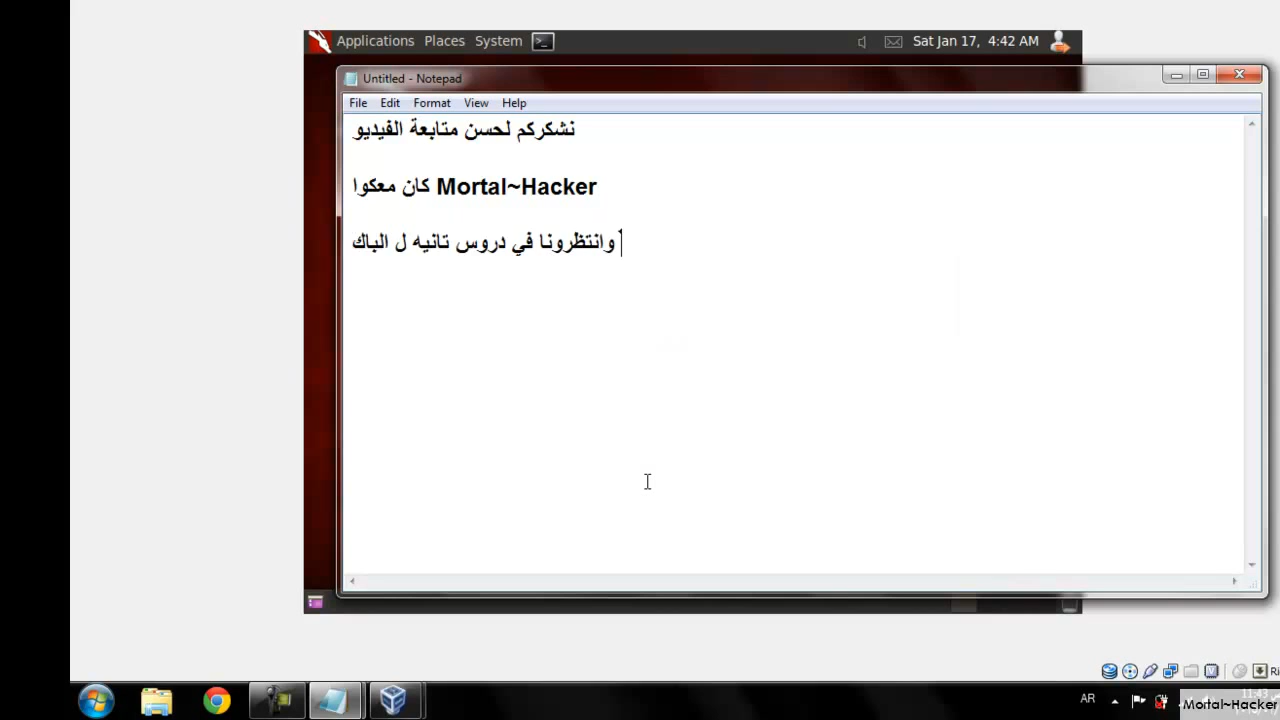 Applications Places System
Sat Jan 17, 4:42 AM
Untitled - Notepad
File Edit Format View Help
نشكركم لحسن متابعة الفيديو
كان معكوا Mortal~Hacker
وانتظرونا في دروس تانيه ل الباك
AR
Mortal~Hacker